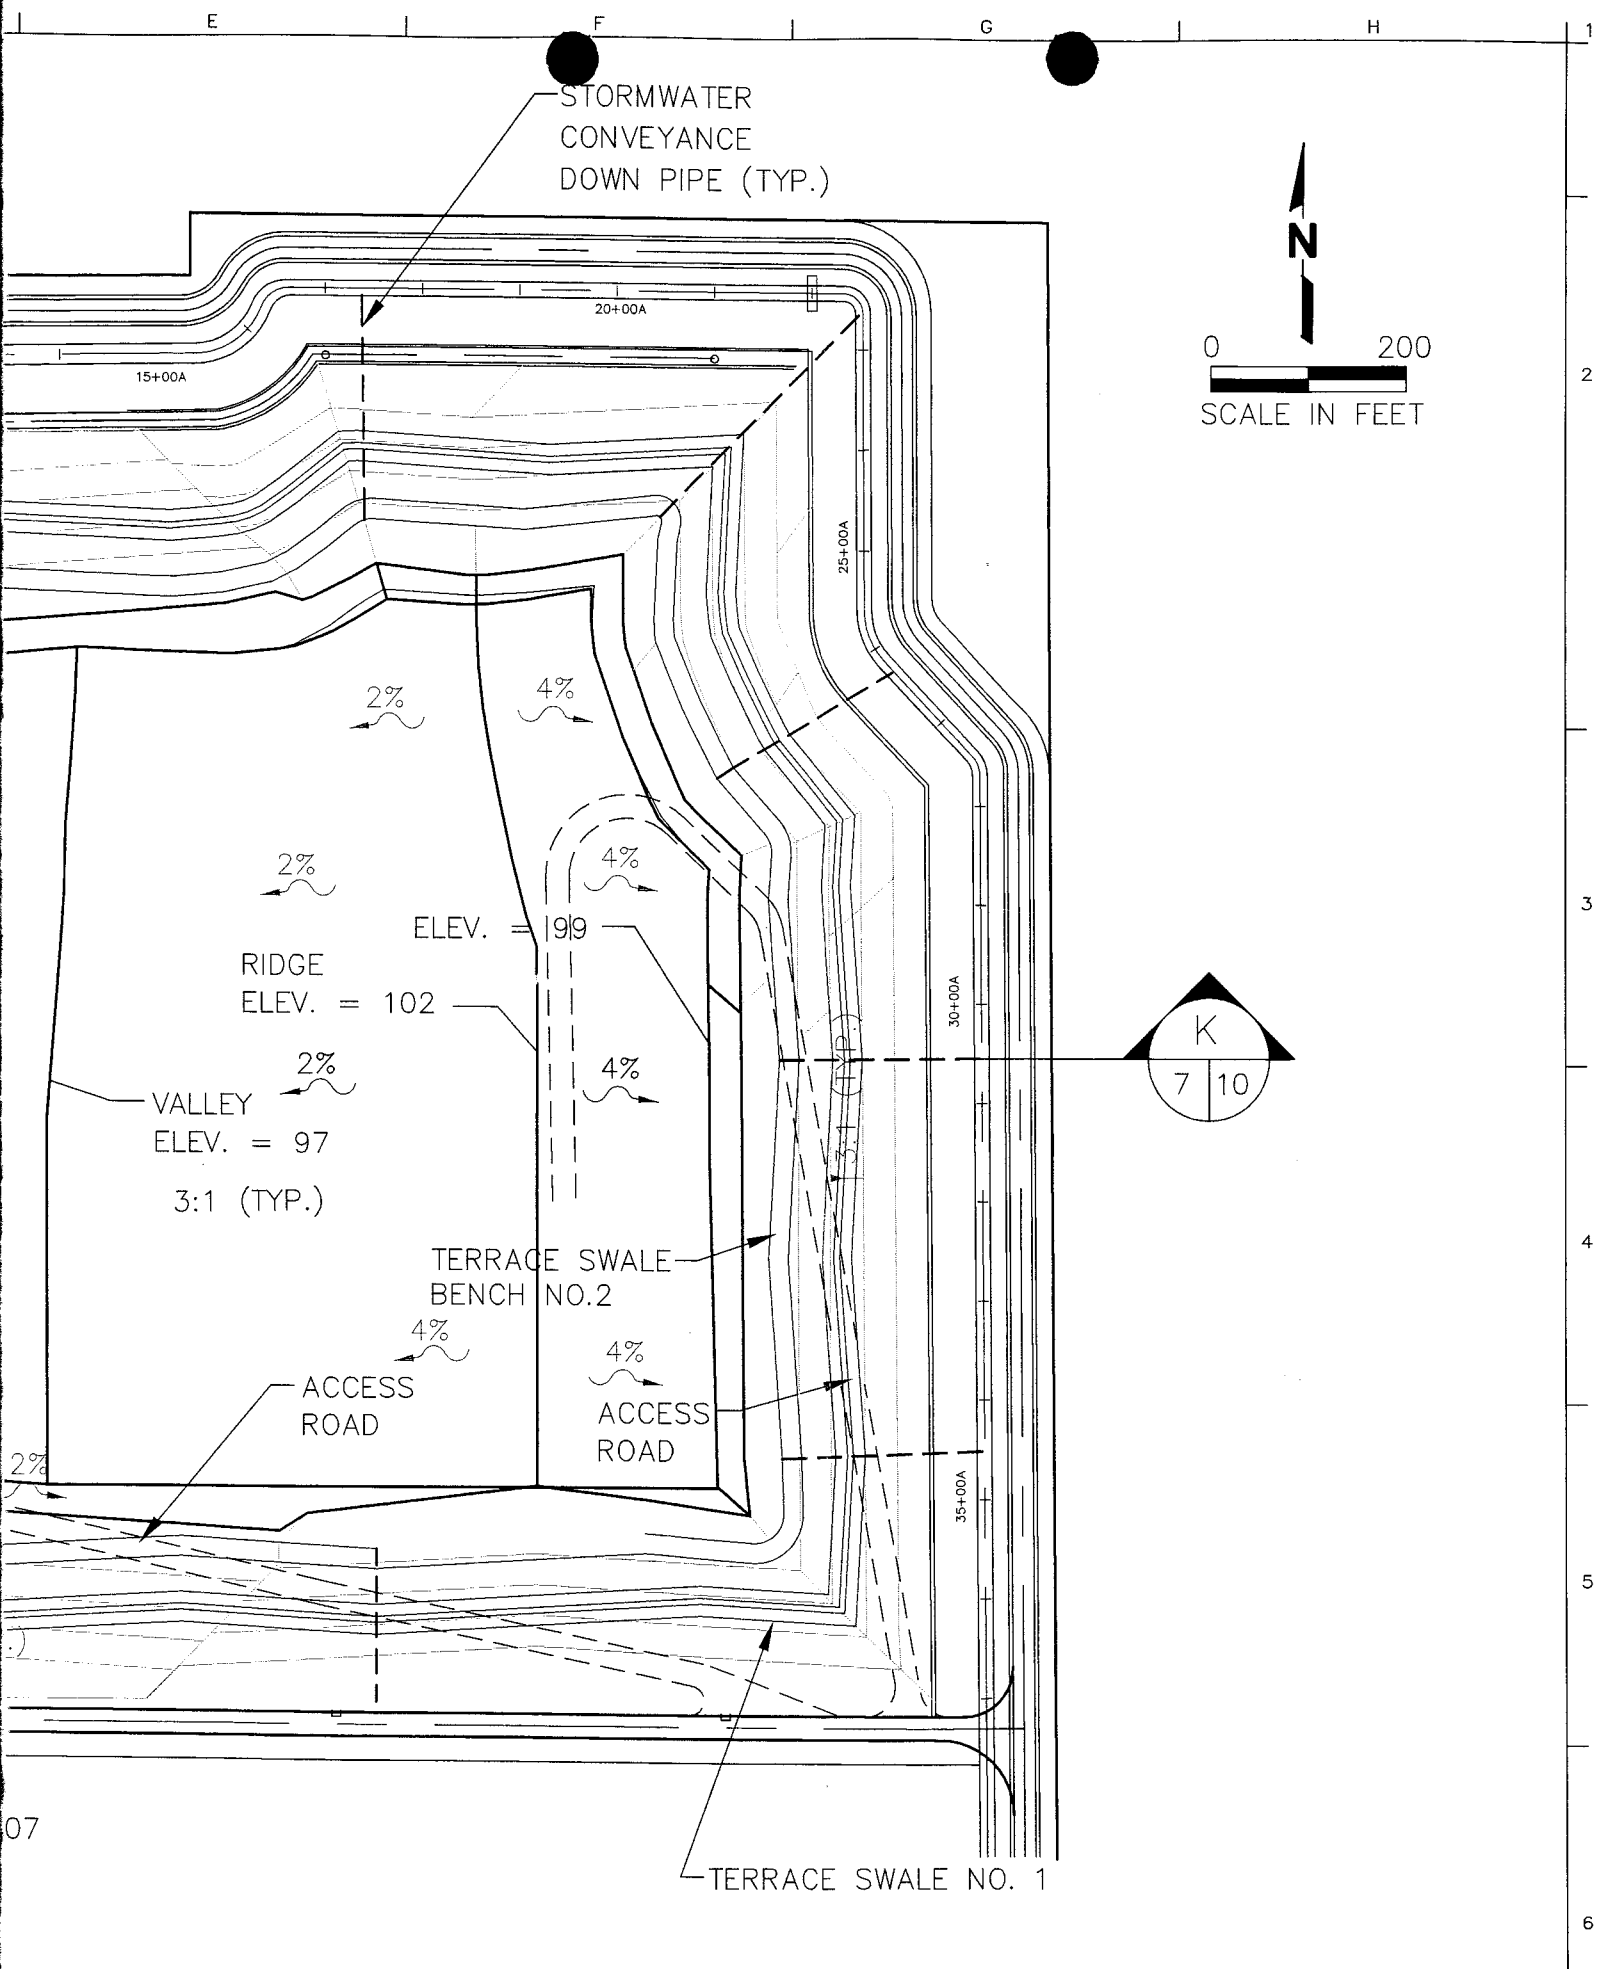 E
F
G
H
1
STORMWATER
CONVEYANCE
DOWN PIPE (TYP.)
N
0 200
SCALE IN FEET
20+00A
15+00A
2
25+00A
2%
4%
2%
4%
3
ELEV. = 99
RIDGE
ELEV. = 102
30+00A
K
7 10
2%
4%
3:1 (TYP.)
VALLEY
ELEV. = 97
3:1 (TYP.)
4
TERRACE SWALE
BENCH NO.2
4%
4%
ACCESS
ROAD
ACCESS
ROAD
2%
35+00A
5
.)
07
TERRACE SWALE NO. 1
6